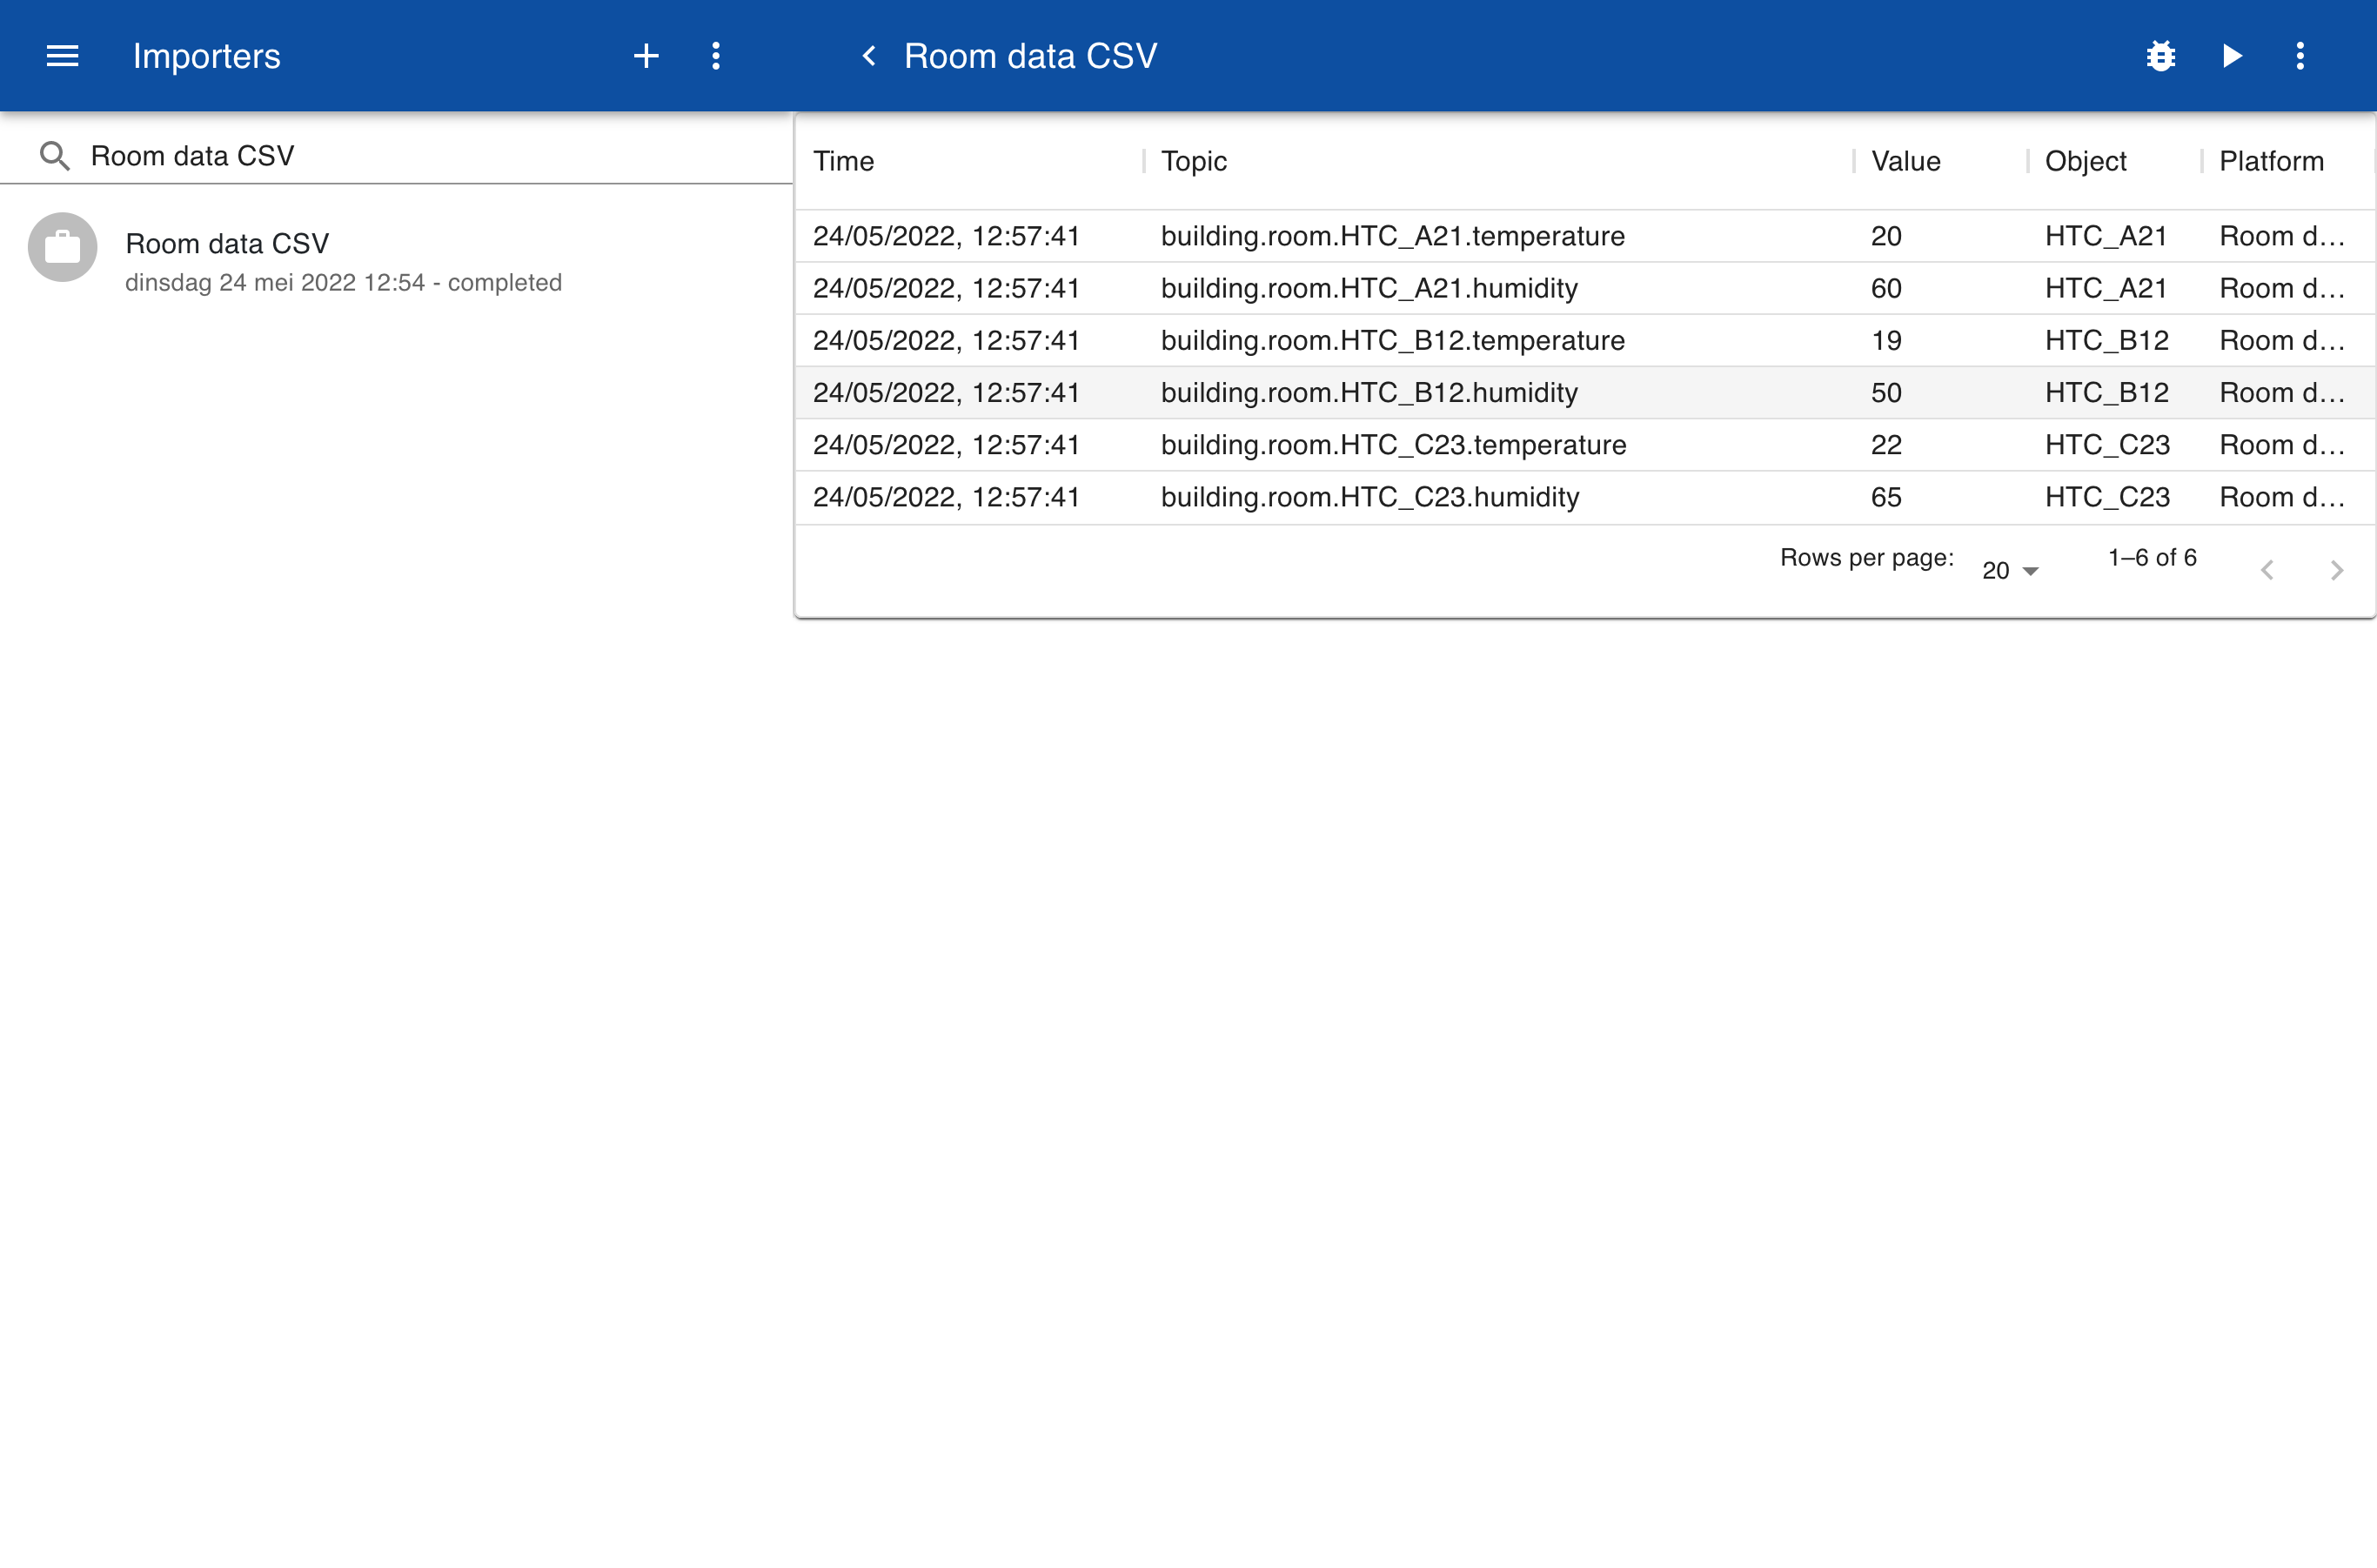 Importers
Room data CSV
Room data CSV
Room data CSV
dinsdag 24 mei 2022 12:54 - completed
Time Topic Value Object Platform
24/05/2022, 12:57:41 building.room.HTC_A21.temperature 20 HTC_A21 Room d...
24/05/2022, 12:57:41 building.room.HTC_A21.humidity 60 HTC_A21 Room d...
24/05/2022, 12:57:41 building.room.HTC_B12.temperature 19 HTC_B12 Room d...
24/05/2022, 12:57:41 building.room.HTC_B12.humidity 50 HTC_B12 Room d...
24/05/2022, 12:57:41 building.room.HTC_C23.temperature 22 HTC_C23 Room d...
24/05/2022, 12:57:41 building.room.HTC_C23.humidity 65 HTC_C23 Room d...
Rows per page: 20 1–6 of 6